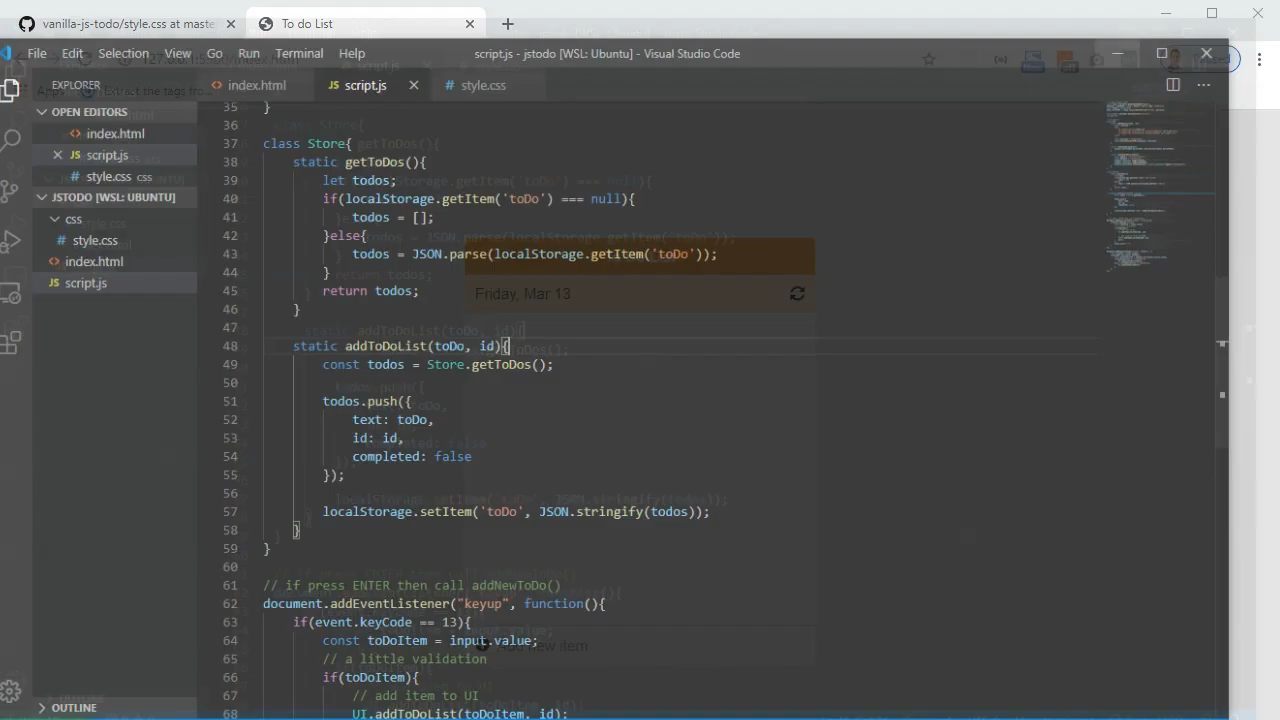 vanilla-js-todo/style.css at maste
To do List
File Edit Selection View Go Run Terminal Help
script.js - jstodo [WSL: Ubuntu] - Visual Studio Code
EXPLORER
index.html
script.js
style.css
OPEN EDITORS
index.html
script.js
style.css css
JSTODO [WSL: UBUNTU]
css
style.css
index.html
script.js
OUTLINE
35 }
36
37 class Store{
38 static getToDos(){
39 let todos;
40 if(localStorage.getItem('toDo') === null){
41 todos = [];
42 }else{
43 todos = JSON.parse(localStorage.getItem('toDo'));
44 }
45 return todos;
46 }
47
48 static addToDoList(toDo, id){
49 const todos = Store.getToDos();
50
51 todos.push({
52 text: toDo,
53 id: id,
54 completed: false
55 });
56
57 localStorage.setItem('toDo', JSON.stringify(todos));
58 }
59 }
60
61 // if press ENTER then call addNewToDo()
62 document.addEventListener("keyup", function(){
63 if(event.keyCode == 13){
64 const toDoItem = input.value;
65 // a little validation
66 if(toDoItem){
67 // add item to UI
68 UI.addToDoList(toDoItem, id);
Friday, Mar 13
Add new item